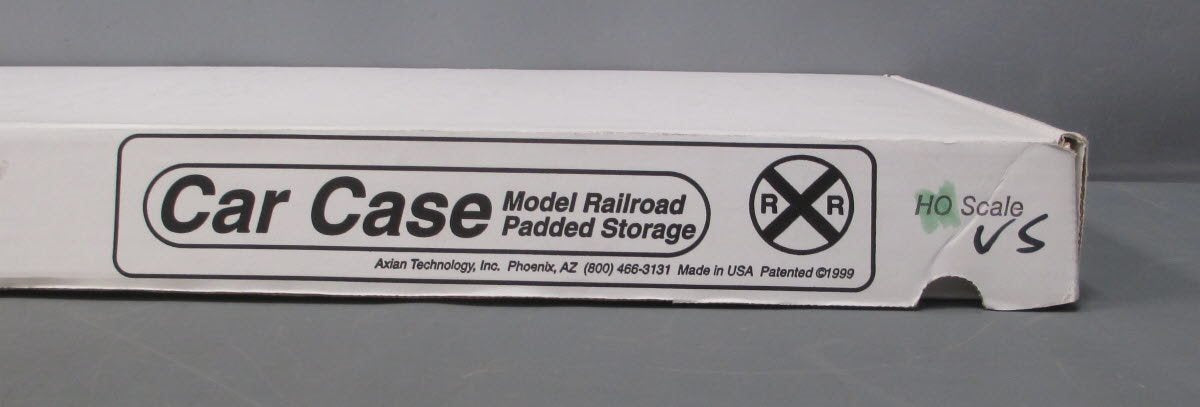 Car Case
Model Railroad
Padded Storage
R R
Axian Technology, Inc. Phoenix, AZ (800) 466-3131 Made in USA Patented ©1999
HO Scale
VS